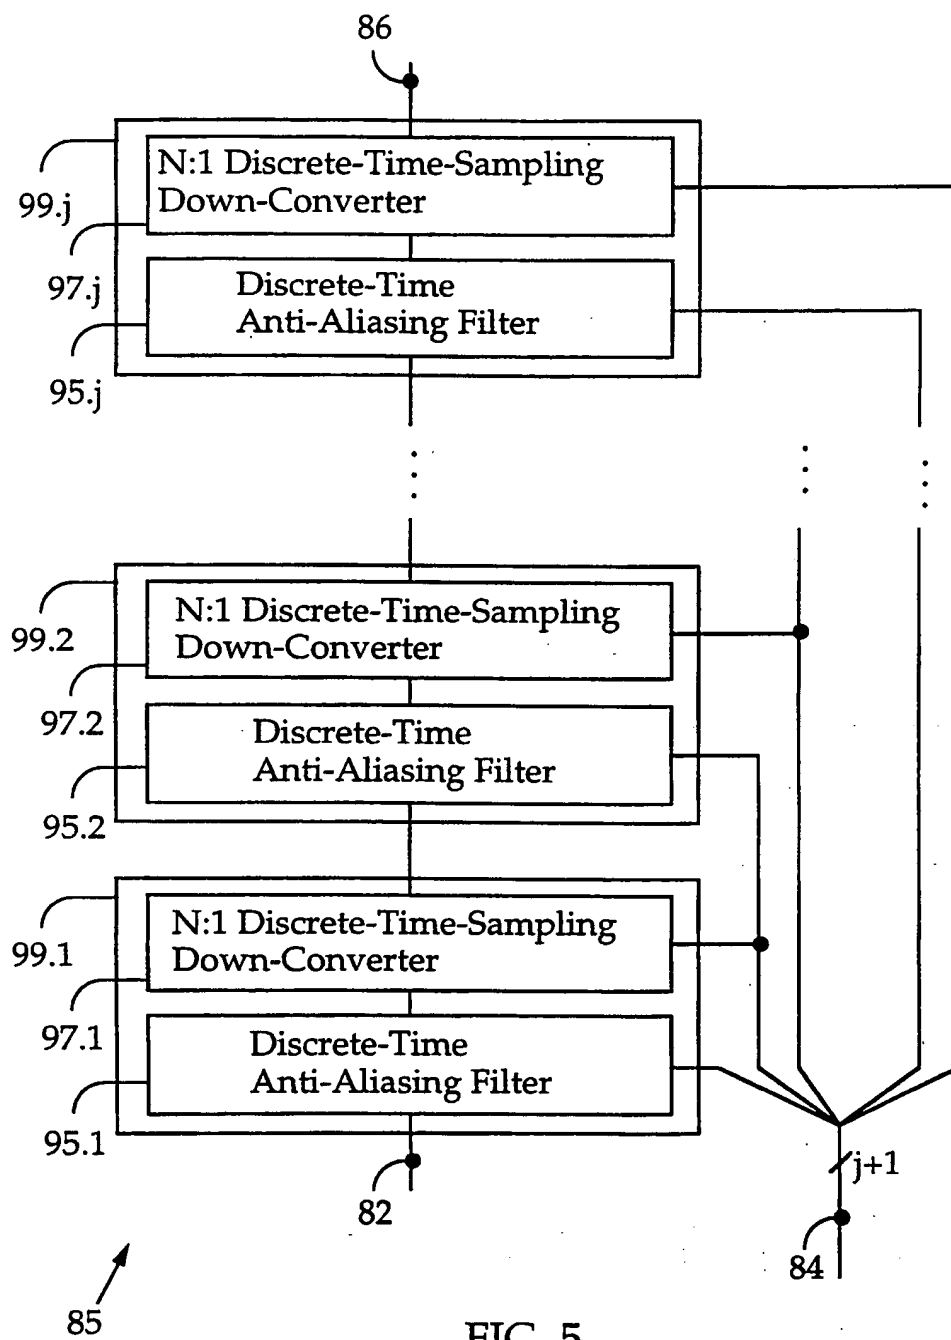 86
N:1 Discrete-Time-Sampling
Down-Converter
99.j
97.j
Discrete-Time
Anti-Aliasing Filter
95.j
N:1 Discrete-Time-Sampling
Down-Converter
99.2
97.2
Discrete-Time
Anti-Aliasing Filter
95.2
N:1 Discrete-Time-Sampling
Down-Converter
99.1
97.1
Discrete-Time
Anti-Aliasing Filter
95.1
j+1
82
84
85
FIG. 5